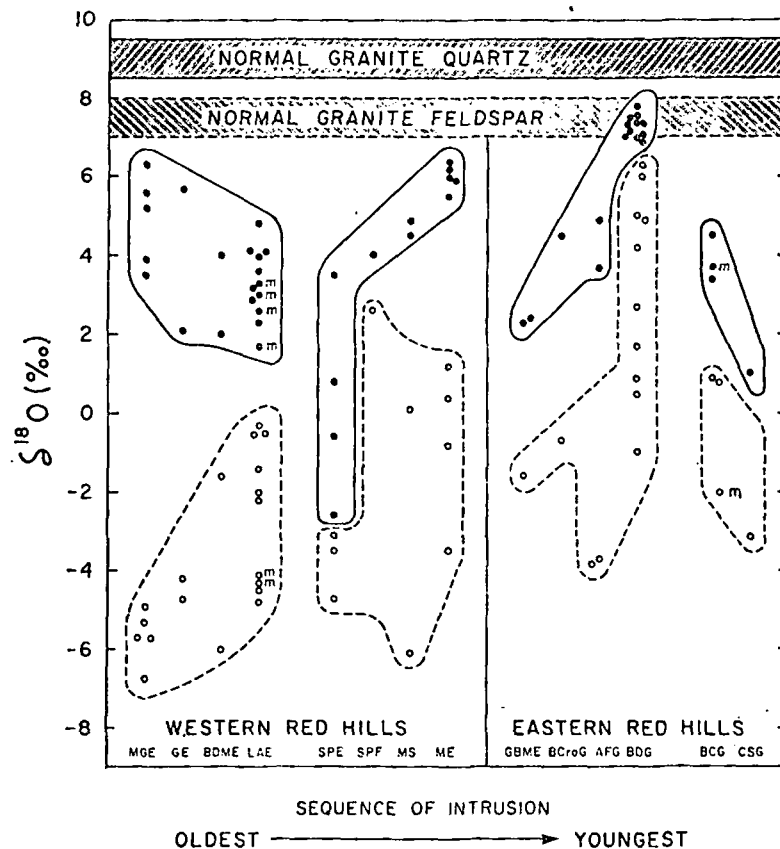 10
NORMAL GRANITE QUARTZ
8
NORMAL GRANITE FELDSPAR
6
4
m
m
m
m
m
2
δ18O (‰)
0
-2
m
-4
m
m
-6
-8
WESTERN RED HILLS
EASTERN RED HILLS
MGE GE BDME LAE SPE SPF MS ME GBME BCroG AFG BDG BCG CSG
SEQUENCE OF INTRUSION
OLDEST YOUNGEST